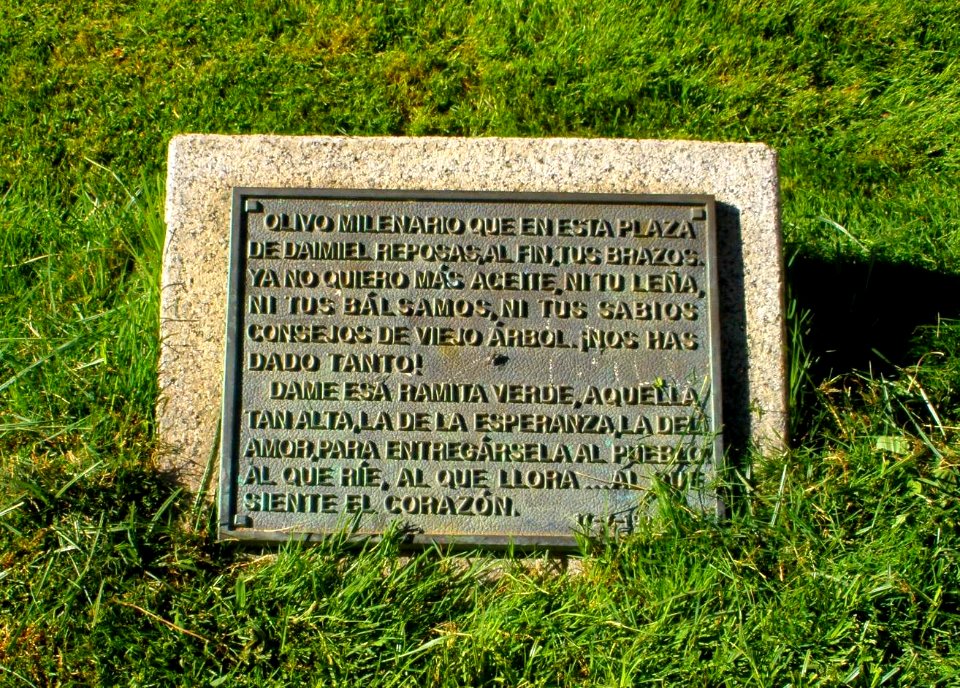 OLIVO MILENARIO QUE EN ESTA PLAZA
DE DAIMIEL REPOSAS, AL FIN, TUS BRAZOS.
YA NO QUIERO MÁS ACEITE, NI TU LEÑA,
NI TUS BÁLSAMOS, NI TUS SABIOS
CONSEJOS DE VIEJO ÁRBOL. ¡NOS HAS
DADO TANTO!
DAME ESA RAMITA VERDE, AQUELLA
TAN ALTA, LA DE LA ESPERANZA, LA DEL
AMOR, PARA ENTREGÁRSELA AL PUEBLO
AL QUE RÍE, AL QUE LLORA ... AL QUE
SIENTE EL CORAZÓN.